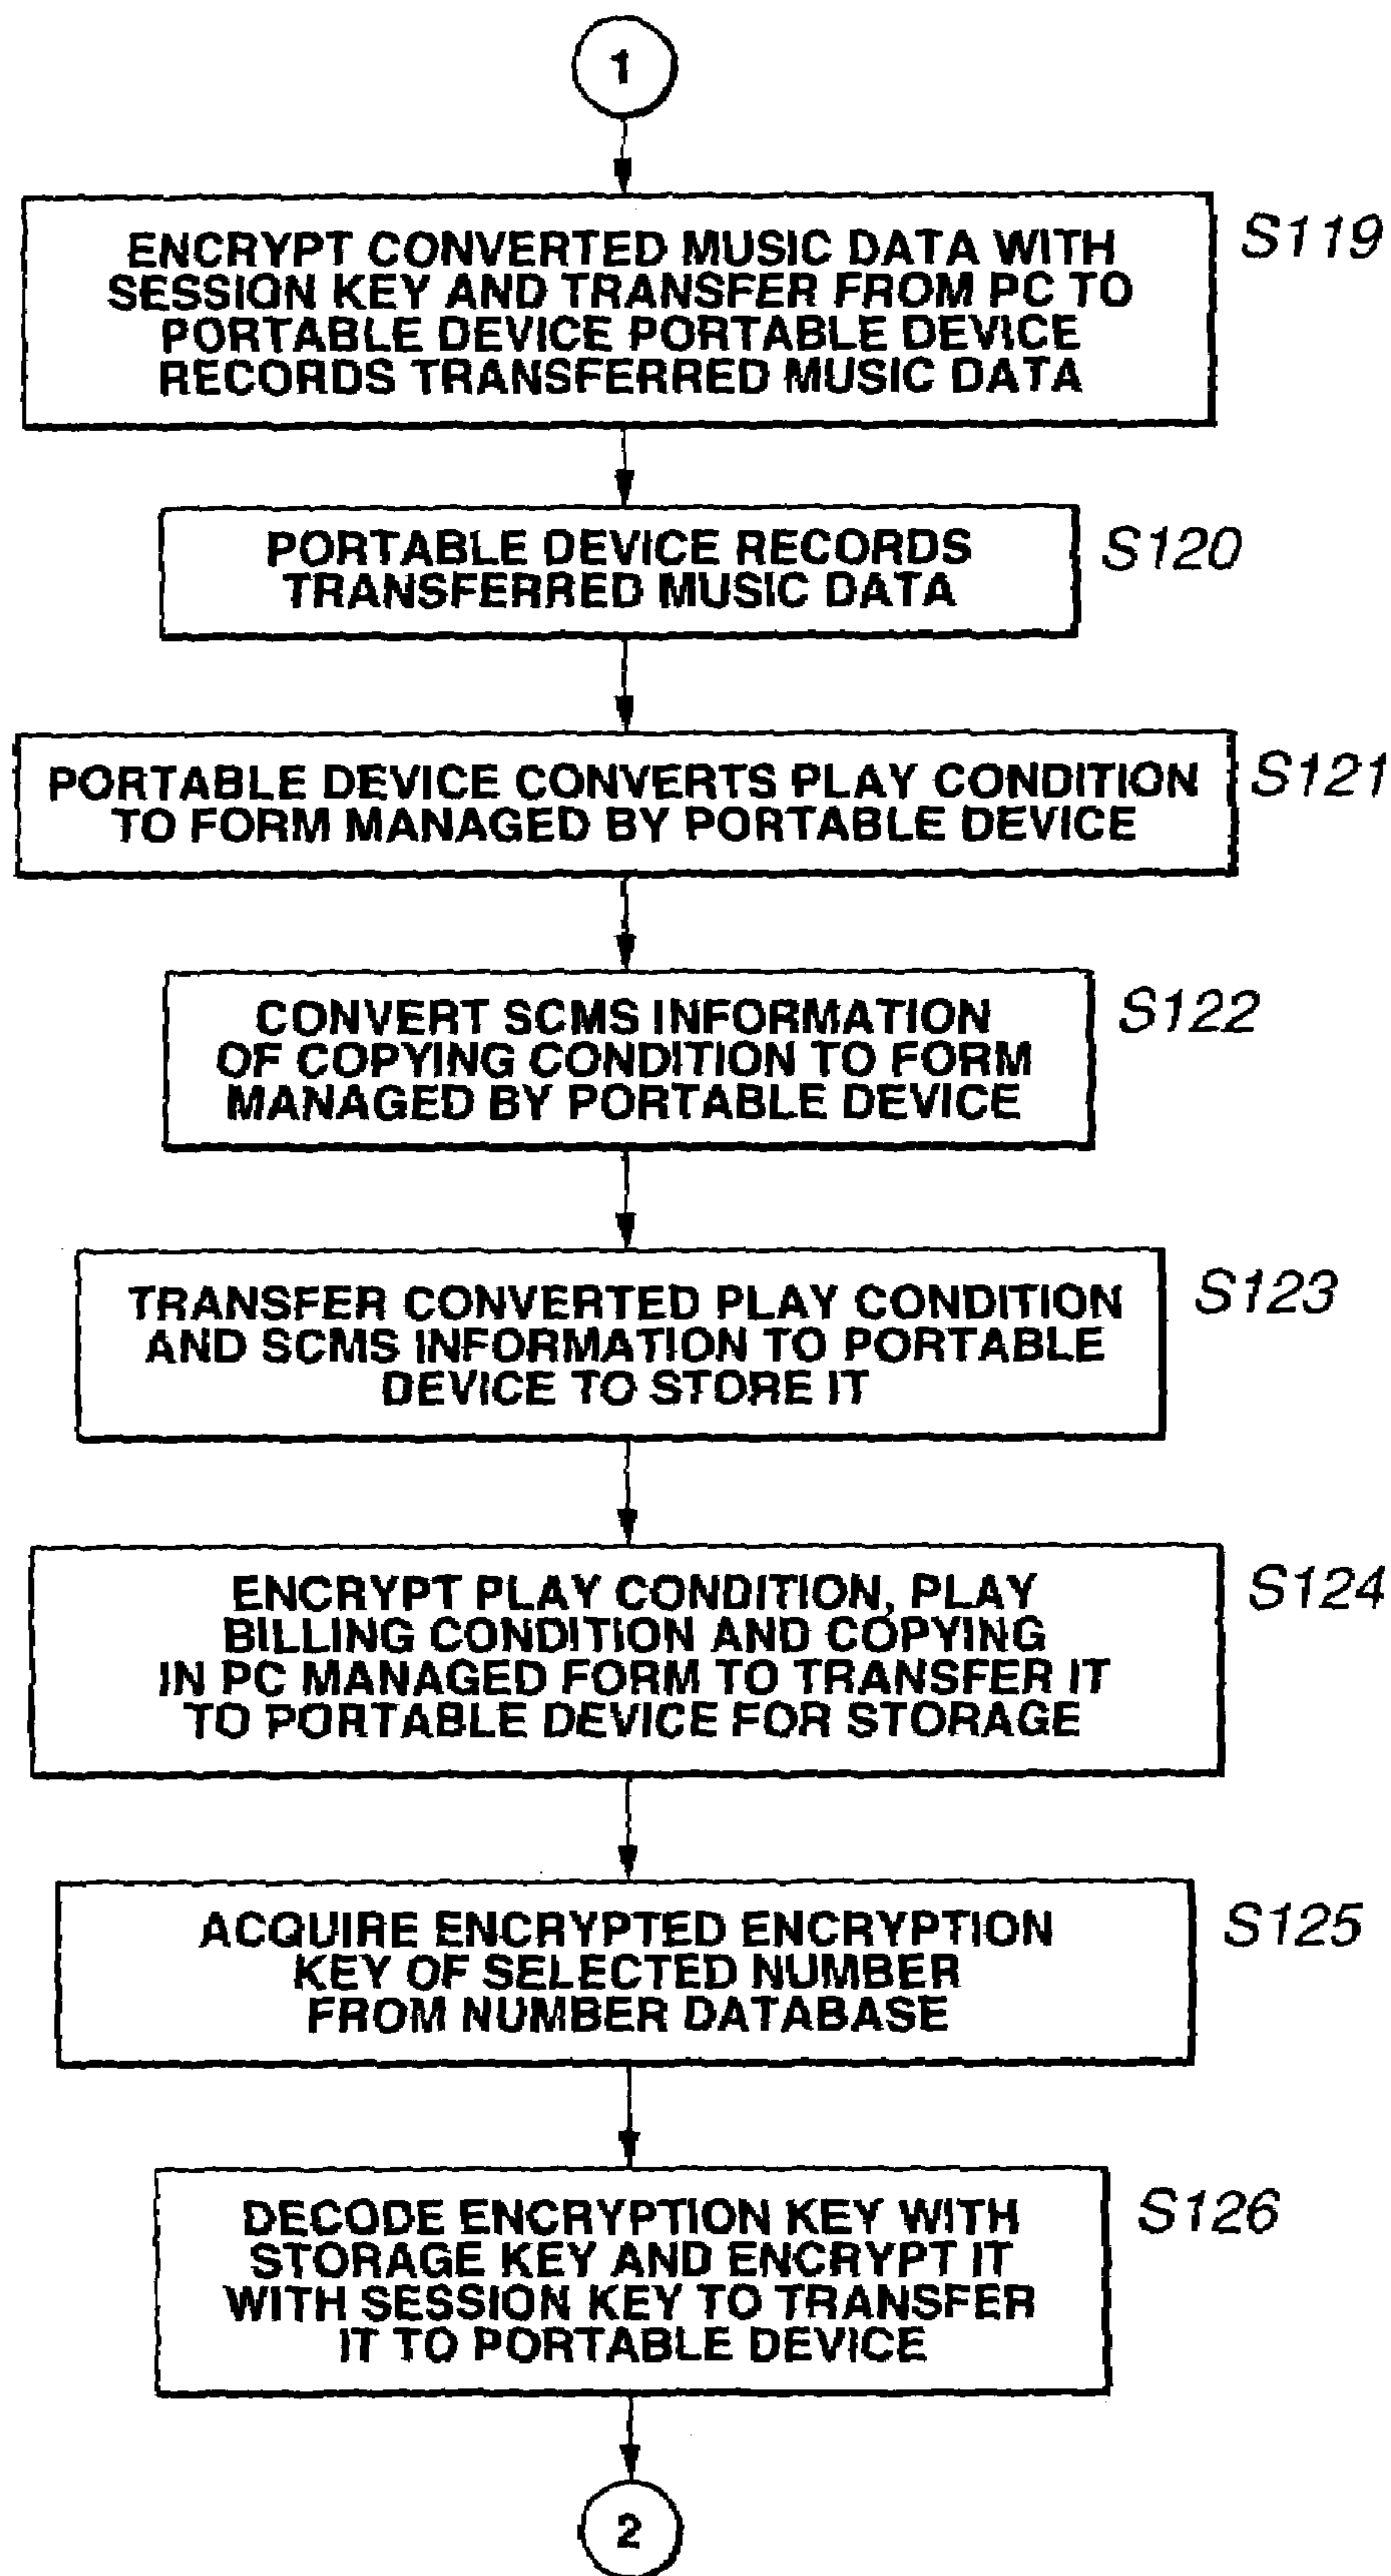 1
ENCRYPT CONVERTED MUSIC DATA WITH
SESSION KEY AND TRANSFER FROM PC TO
PORTABLE DEVICE PORTABLE DEVICE
RECORDS TRANSFERRED MUSIC DATA
S119
PORTABLE DEVICE RECORDS
TRANSFERRED MUSIC DATA
S120
PORTABLE DEVICE CONVERTS PLAY CONDITION
TO FORM MANAGED BY PORTABLE DEVICE
S121
CONVERT SCMS INFORMATION
OF COPYING CONDITION TO FORM
MANAGED BY PORTABLE DEVICE
S122
TRANSFER CONVERTED PLAY CONDITION
AND SCMS INFORMATION TO PORTABLE
DEVICE TO STORE IT
S123
ENCRYPT PLAY CONDITION, PLAY
BILLING CONDITION AND COPYING
IN PC MANAGED FORM TO TRANSFER IT
TO PORTABLE DEVICE FOR STORAGE
S124
ACQUIRE ENCRYPTED ENCRYPTION
KEY OF SELECTED NUMBER
FROM NUMBER DATABASE
S125
DECODE ENCRYPTION KEY WITH
STORAGE KEY AND ENCRYPT IT
WITH SESSION KEY TO TRANSFER
IT TO PORTABLE DEVICE
S126
2